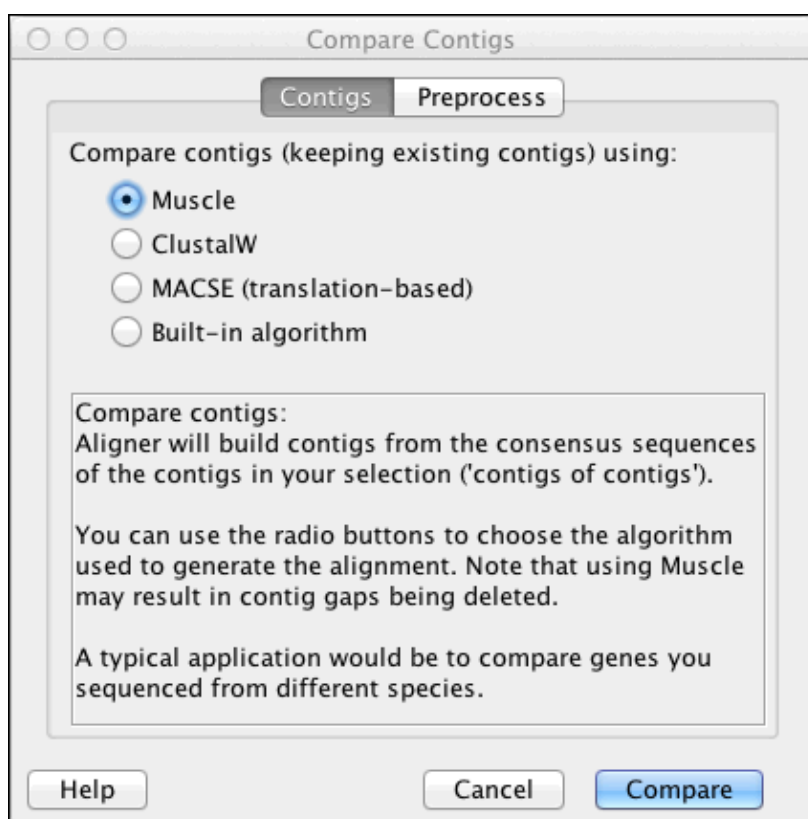 Compare Contigs
Contigs Preprocess
Compare contigs (keeping existing contigs) using:
Muscle
ClustalW
MACSE (translation-based)
Built-in algorithm
Compare contigs:
Aligner will build contigs from the consensus sequences
of the contigs in your selection ('contigs of contigs').
You can use the radio buttons to choose the algorithm
used to generate the alignment. Note that using Muscle
may result in contig gaps being deleted.
A typical application would be to compare genes you
sequenced from different species.
Help Cancel Compare